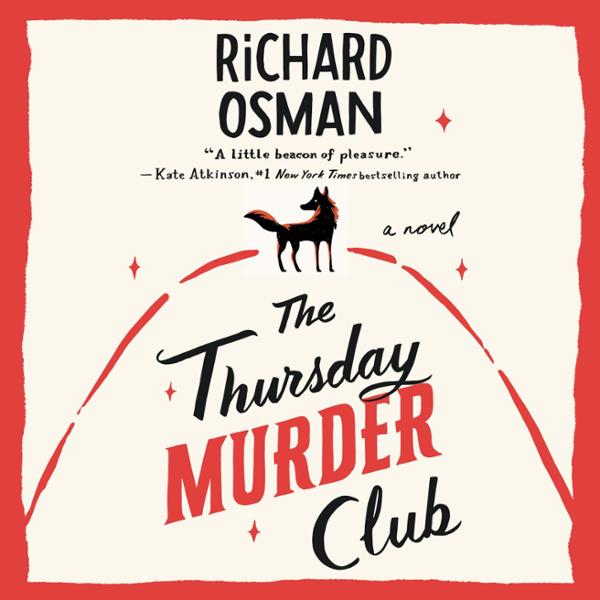 RiCHARD
OSMAN
“A little beacon of pleasure.”
—Kate Atkinson, #1 New York Times bestselling author
a novel
The
Thursday
MURDER
Club